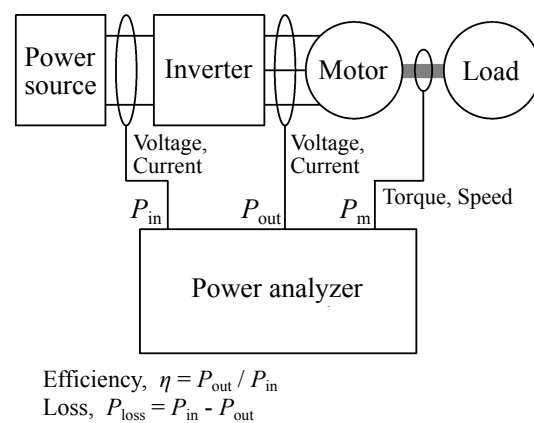 Power
source
Inverter
Motor
Load
Voltage,
Current
Voltage,
Current
Torque, Speed
Pin
Pout
Pm
Power analyzer
Efficiency, η = Pout / Pin
Loss, Ploss = Pin - Pout